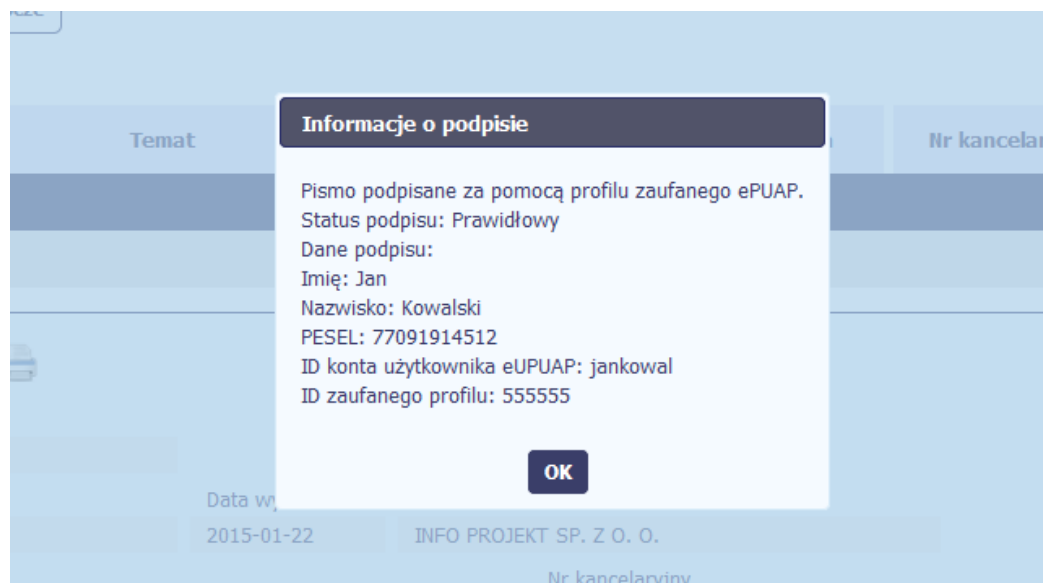 Temat
Informacje o podpisie
Nr kancelar
Pismo podpisane za pomocą profilu zaufanego ePUAP.
Status podpisu: Prawidłowy
Dane podpisu:
Imię: Jan
Nazwisko: Kowalski
PESEL: 77091914512
ID konta użytkownika eUPUAP: jankowal
ID zaufanego profilu: 555555
OK
Data wy
2015-01-22
INFO PROJEKT SP. Z O. O.
Nr kancelaryjny